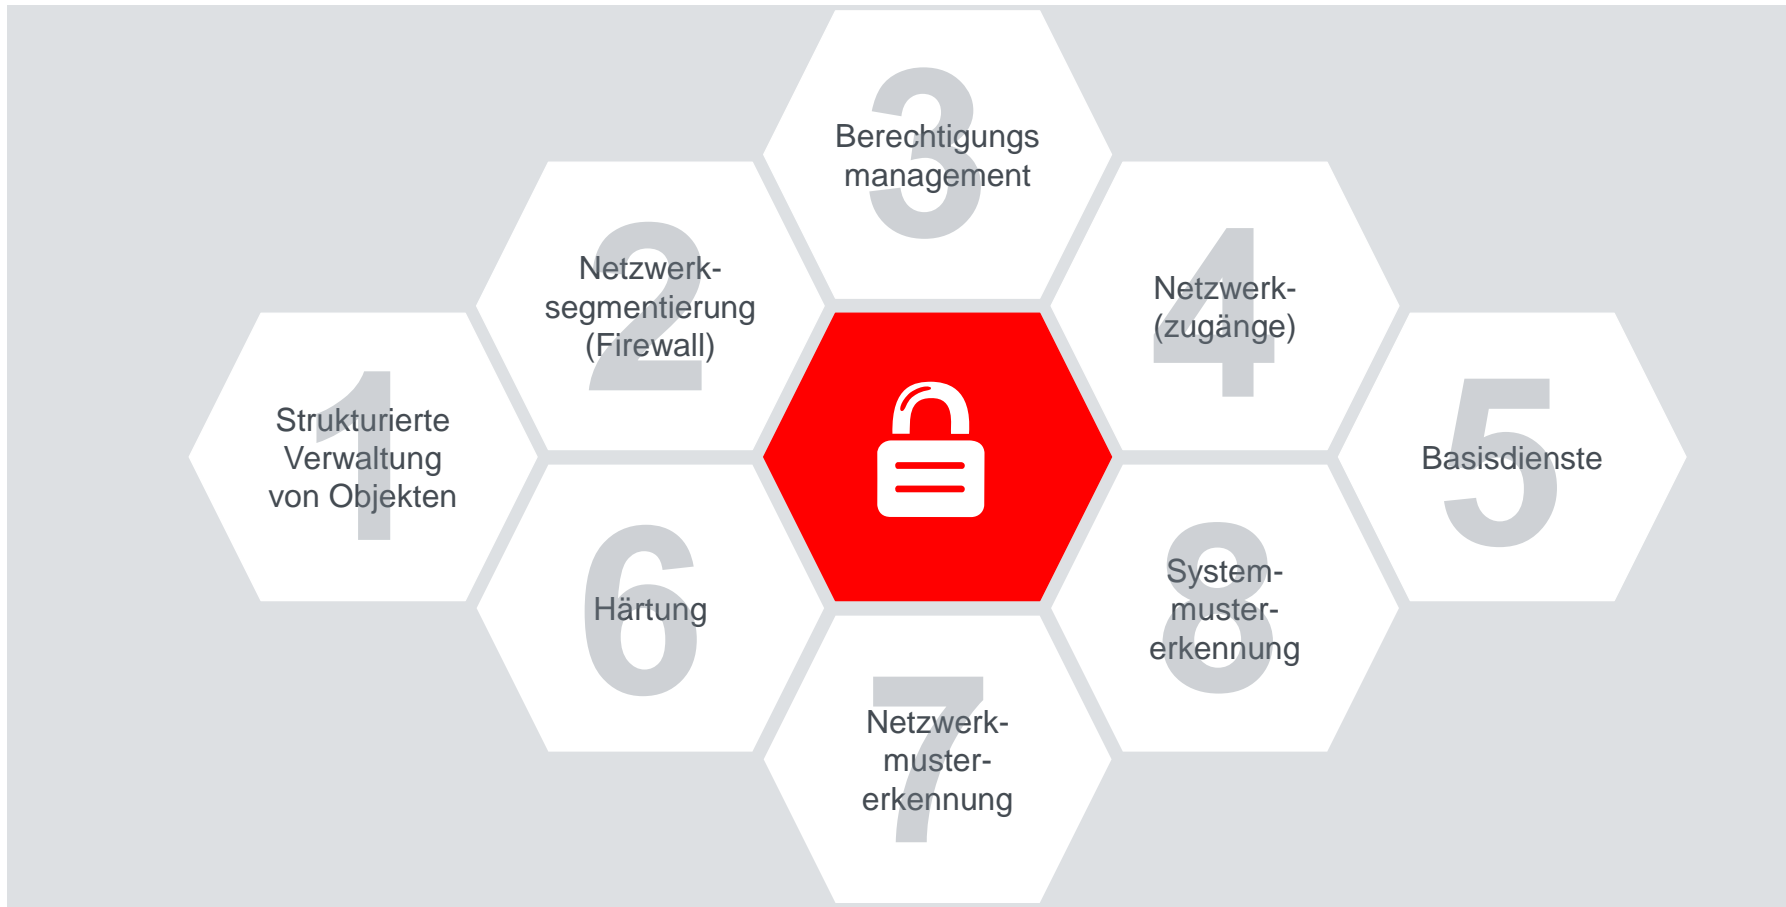 1
Strukturierte
Verwaltung
von Objekten
2
Netzwerk-
segmentierung
(Firewall)
3
Berechtigungs
management
4
Netzwerk-
(zugänge)
5
Basisdienste
6
Härtung
7
Netzwerk-
muster-
erkennung
8
System-
muster-
erkennung